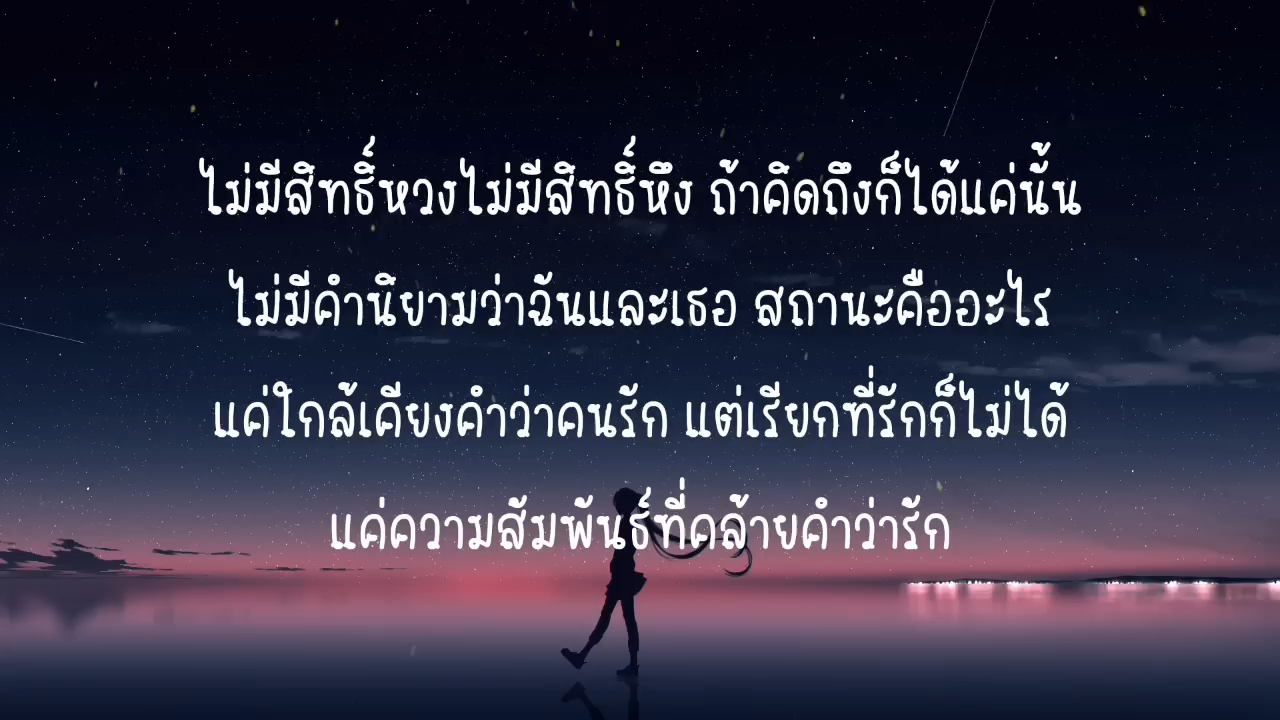 ไม่มีสิทธิ์หวงไม่มีสิทธิ์หึง ถ้าคิดถึงก็ได้แค่นั้น
ไม่มีคำนิยามว่าฉันและเธอ สถานะคืออะไร
แค่ใกล้เคียงคำว่าคนรัก แต่เรียกที่รักก็ไม่ได้
แค่ความสัมพันธ์ที่คล้ายคำว่ารัก